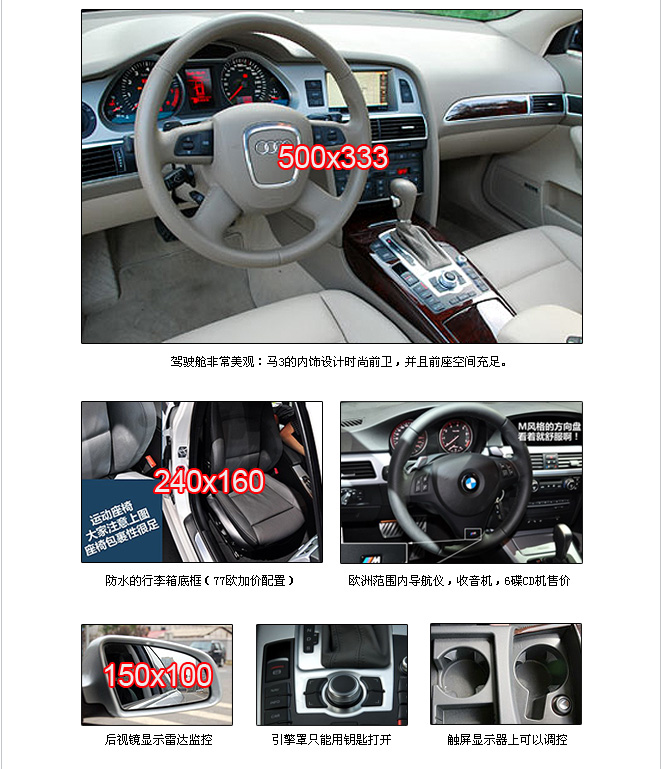 500x333
驾驶舱非常美观：马3的内饰设计时尚前卫，并且前座空间充足。
240x160
运动座椅
大家注意上图
座椅包裹性很足
M风格的方向盘
看着就舒服啊！
防水的行李箱底框（77欧加价配置）
欧洲范围内导航仪，收音机，6碟CD机售价
150x100
后视镜显示雷达监控
引擎罩只能用钥匙打开
触屏显示器上可以调控